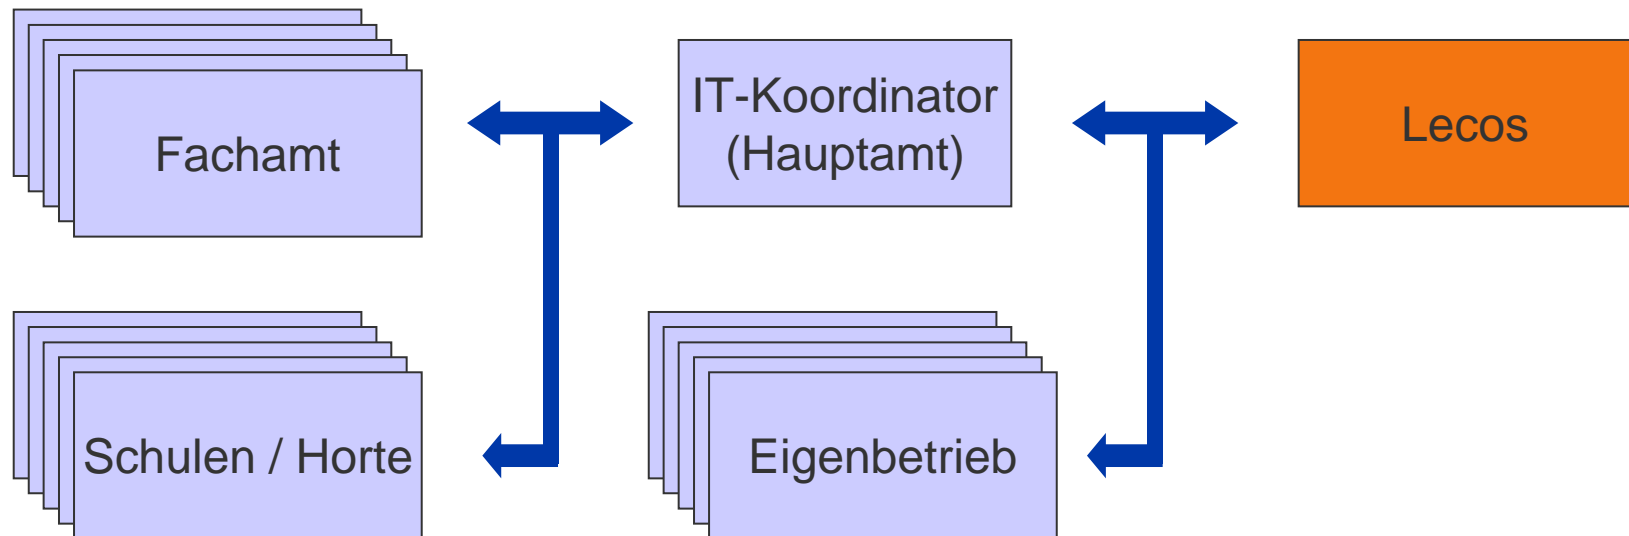 Fachamt
IT-Koordinator
(Hauptamt)
Lecos
Schulen / Horte
Eigenbetrieb